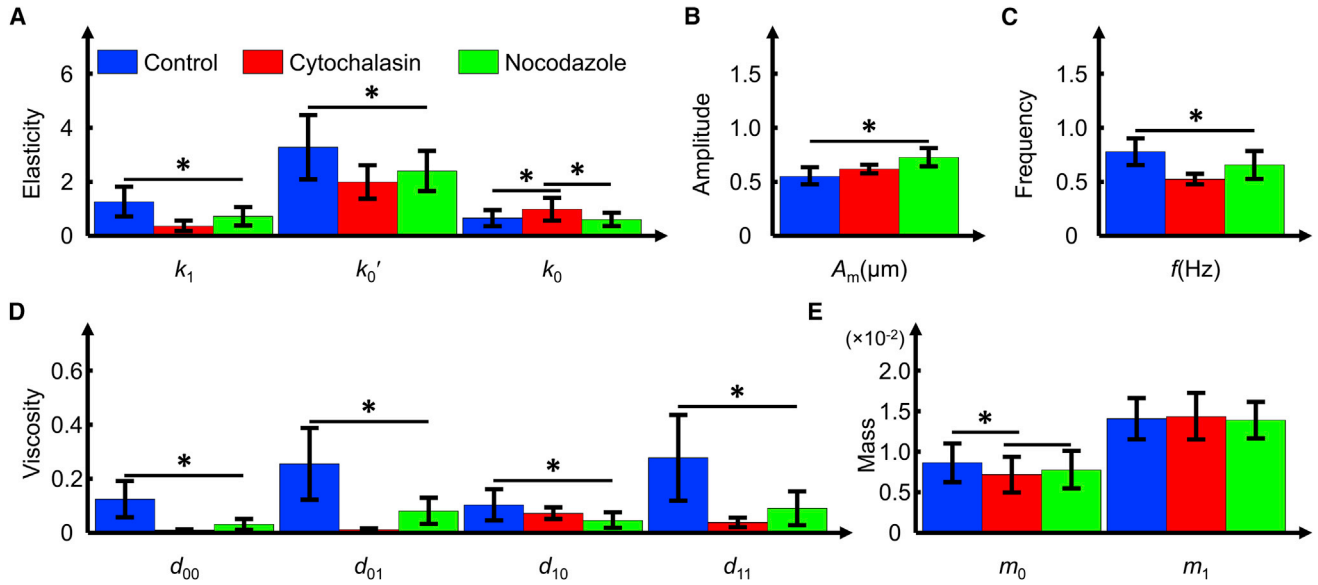 A
Elasticity
6
4
2
0
Control
Cytochalasin
Nocodazole
*
*
*
*
k₁
k₀′
k₀
B
Amplitude
1.5
1.0
0.5
0
*
Aₘ(μm)
C
Frequency
1.5
1.0
0.5
0
*
f(Hz)
D
Viscosity
0.6
0.4
0.2
0
*
*
*
*
d₀₀
d₀₁
d₁₀
d₁₁
E
(×10⁻²)
Mass
2.0
1.5
1.0
0.5
0
*
m₀
m₁